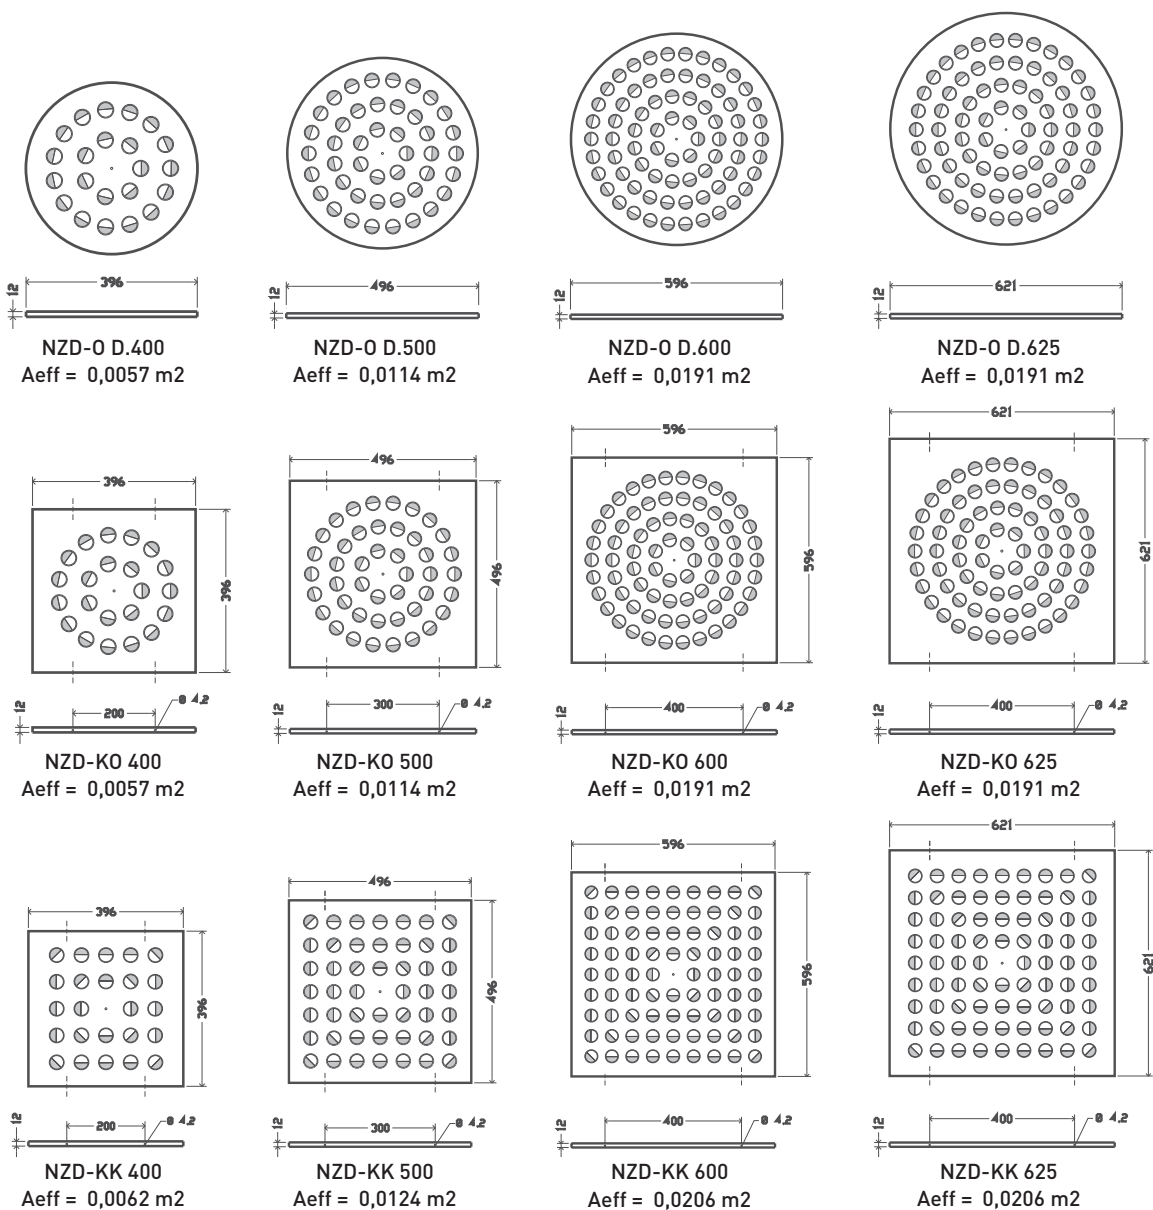 396
12
NZD-O D.400
Aeff = 0,0057 m2
496
12
NZD-O D.500
Aeff = 0,0114 m2
596
12
NZD-O D.600
Aeff = 0,0191 m2
621
12
NZD-O D.625
Aeff = 0,0191 m2
396
396
200
ø 4.2
12
NZD-KO 400
Aeff = 0,0057 m2
496
496
300
ø 4.2
12
NZD-KO 500
Aeff = 0,0114 m2
596
596
400
ø 4.2
12
NZD-KO 600
Aeff = 0,0191 m2
621
621
400
ø 4.2
12
NZD-KO 625
Aeff = 0,0191 m2
396
396
200
ø 4.2
12
NZD-KK 400
Aeff = 0,0062 m2
496
496
300
ø 4.2
12
NZD-KK 500
Aeff = 0,0124 m2
596
596
400
ø 4.2
12
NZD-KK 600
Aeff = 0,0206 m2
621
621
400
ø 4.2
12
NZD-KK 625
Aeff = 0,0206 m2